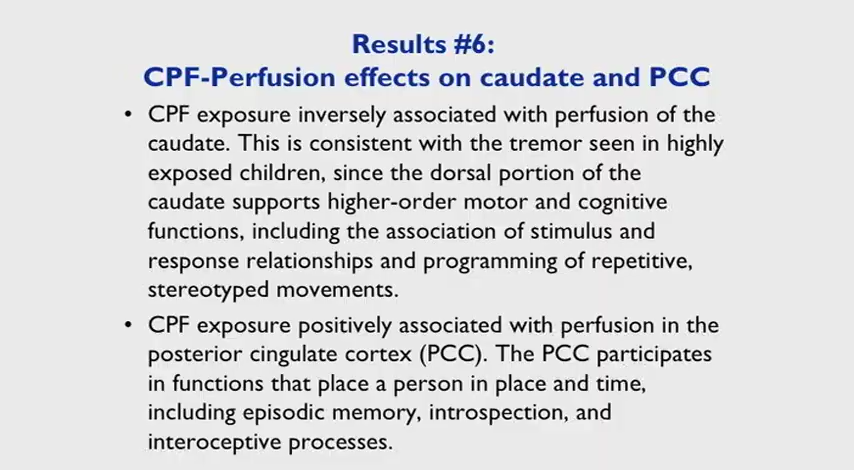 Results #6:
CPF-Perfusion effects on caudate and PCC
• CPF exposure inversely associated with perfusion of the
caudate. This is consistent with the tremor seen in highly
exposed children, since the dorsal portion of the
caudate supports higher-order motor and cognitive
functions, including the association of stimulus and
response relationships and programming of repetitive,
stereotyped movements.
• CPF exposure positively associated with perfusion in the
posterior cingulate cortex (PCC). The PCC participates
in functions that place a person in place and time,
including episodic memory, introspection, and
interoceptive processes.